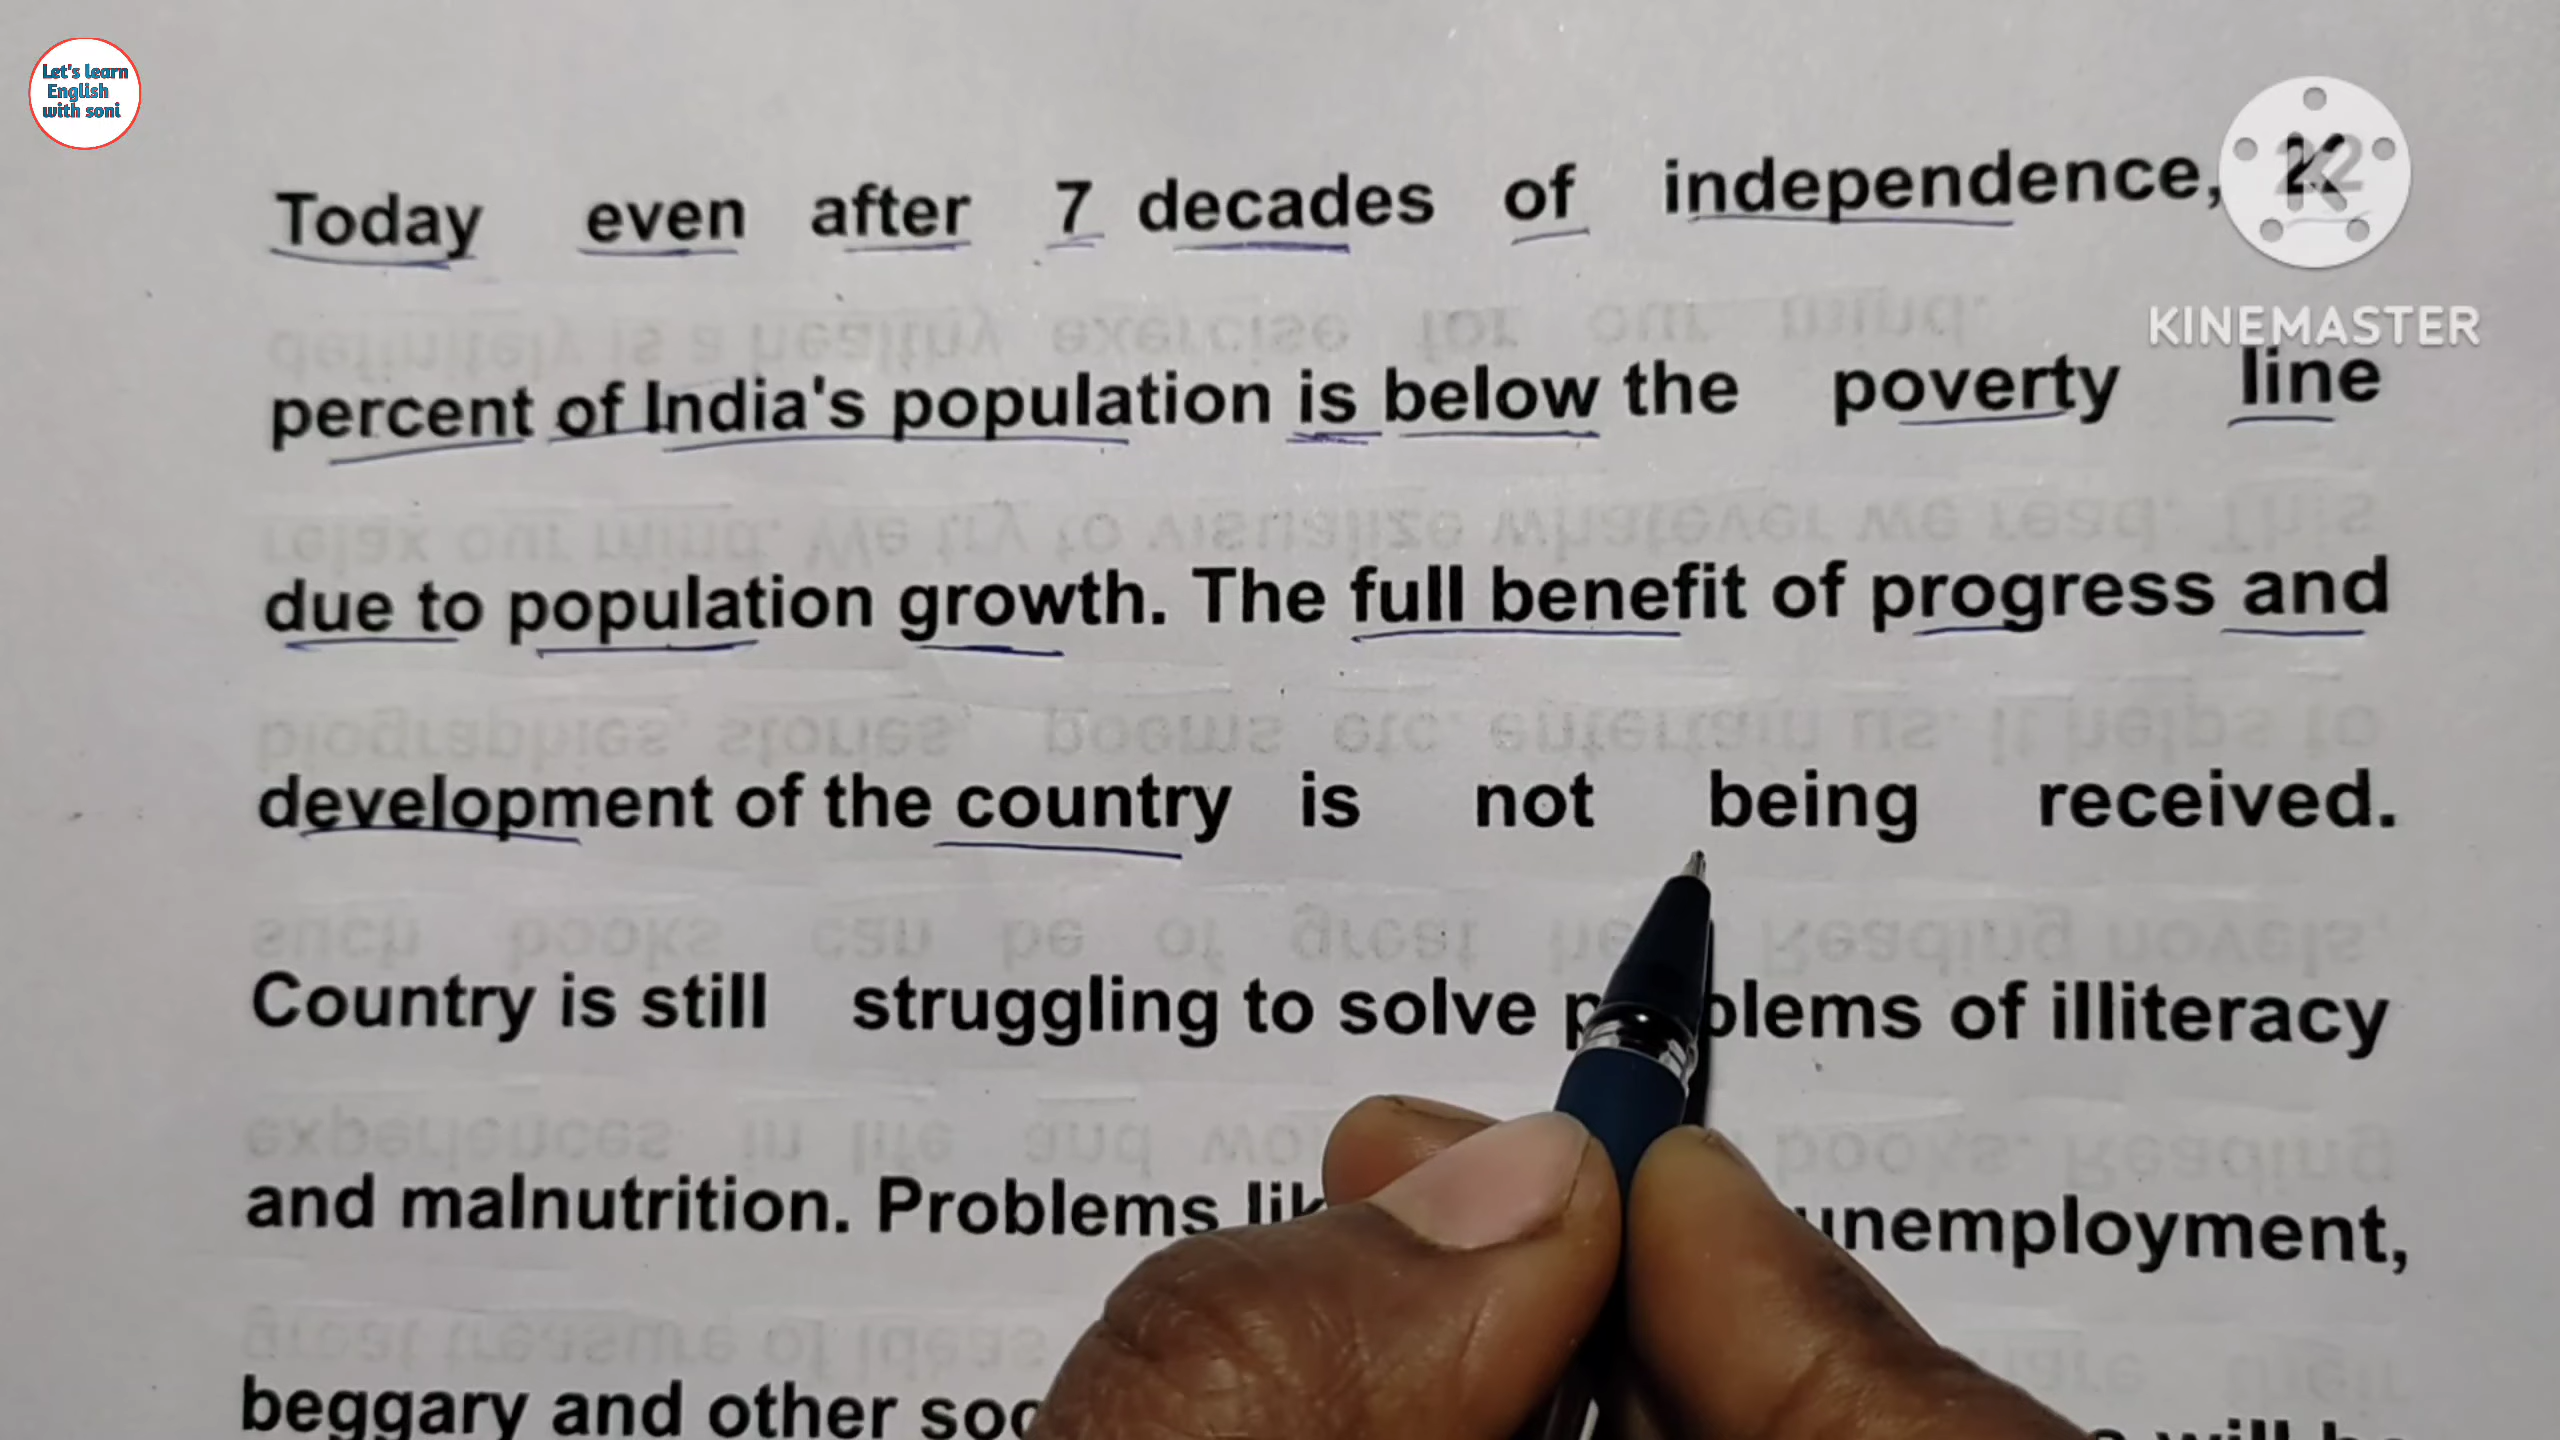 Let's learn
English
with soni
Today even after 7 decades of independence, 22
KINEMASTER
percent of India's population is below the poverty line
due to population growth. The full benefit of progress and
development of the country is not being received.
Country is still struggling to solve of illiteracy
and malnutrition. Problems unemployment,
beggary and other
will